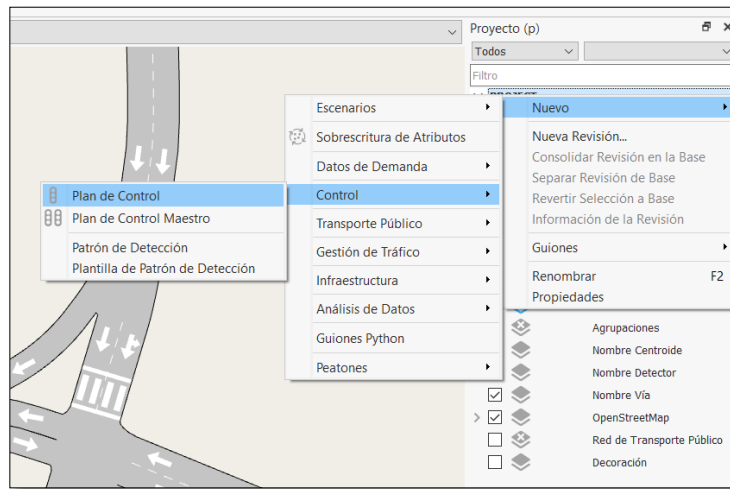 Proyecto (p)
Todos
Filtro
PROJECT
Nuevo
Nueva Revisión...
Consolidar Revisión en la Base
Separar Revisión de Base
Revertir Selección a Base
Información de la Revisión
Guiones
Renombrar F2
Propiedades
Escenarios
Sobrescritura de Atributos
Datos de Demanda
Control
Transporte Público
Gestión de Tráfico
Infraestructura
Análisis de Datos
Guiones Python
Peatones
Plan de Control
Plan de Control Maestro
Patrón de Detección
Plantilla de Patrón de Detección
Agrupaciones
Nombre Centroide
Nombre Detector
Nombre Vía
OpenStreetMap
Red de Transporte Público
Decoración